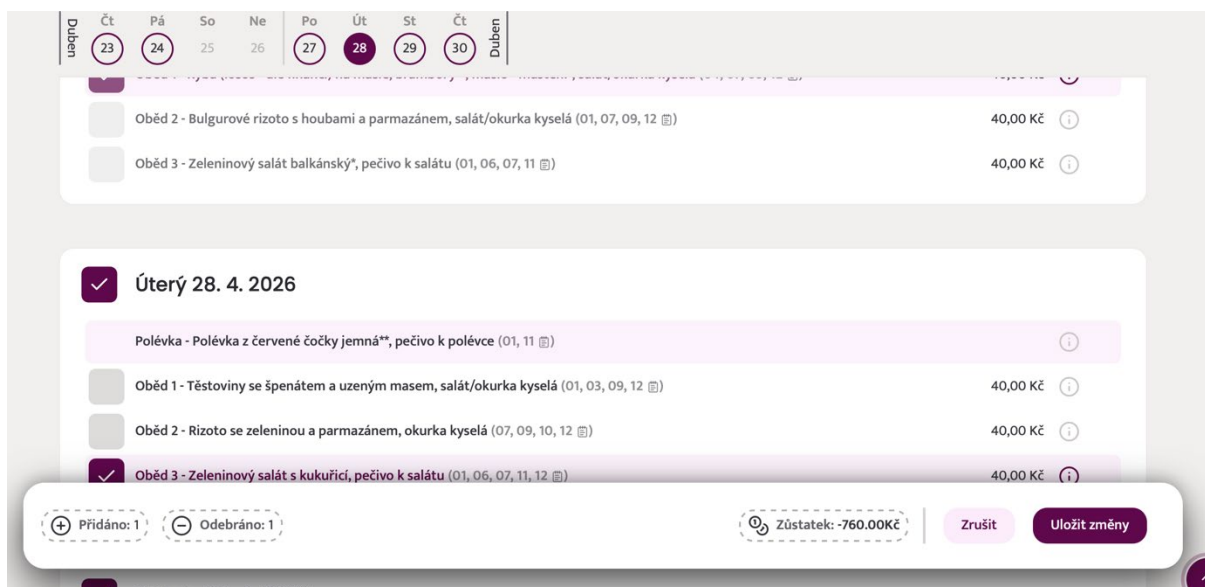 Duben
Čt Pá So Ne Po Út St Čt
23 24 25 26 27 28 29 30
Duben
Oběd 2 - Bulgurové rizoto s houbami a parmazánem, salát/okurka kyselá (01, 07, 09, 12) 40,00 Kč
Oběd 3 - Zeleninový salát balkánský*, pečivo k salátu (01, 06, 07, 11) 40,00 Kč
Úterý 28. 4. 2026
Polévka - Polévka z červené čočky jemná**, pečivo k polévce (01, 11)
Oběd 1 - Těstoviny se špenátem a uzeným masem, salát/okurka kyselá (01, 03, 09, 12) 40,00 Kč
Oběd 2 - Rizoto se zeleninou a parmazánem, okurka kyselá (07, 09, 10, 12) 40,00 Kč
Oběd 3 - Zeleninový salát s kukuřicí, pečivo k salátu (01, 06, 07, 11, 12) 40,00 Kč
Přidáno: 1 Odebráno: 1 Zůstatek: -760.00Kč Zrušit Uložit změny